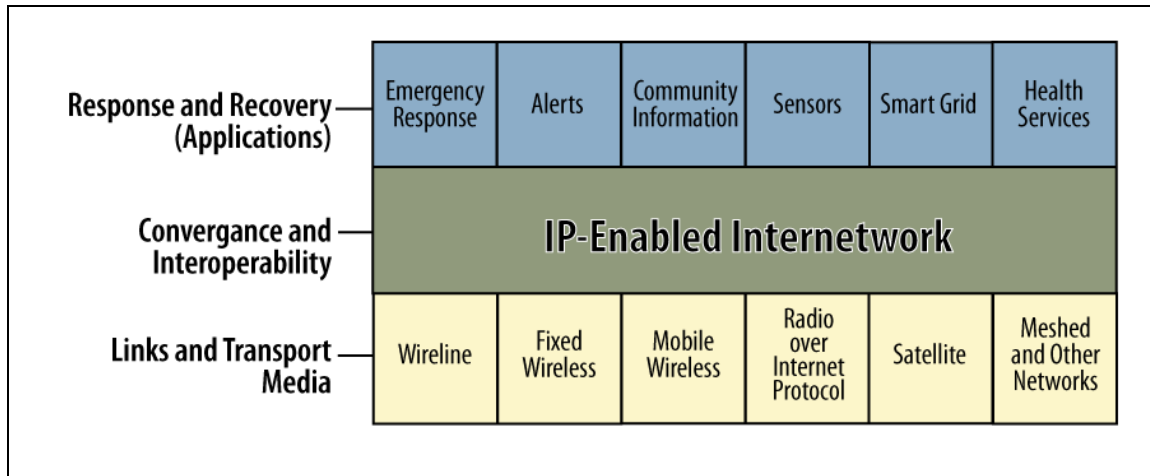 Response and Recovery
(Applications)
Emergency
Response
Alerts
Community
Information
Sensors
Smart Grid
Health
Services
Convergance and
Interoperability
IP-Enabled Internetwork
Links and Transport
Media
Wireline
Fixed
Wireless
Mobile
Wireless
Radio
over
Internet
Protocol
Satellite
Meshed
and Other
Networks